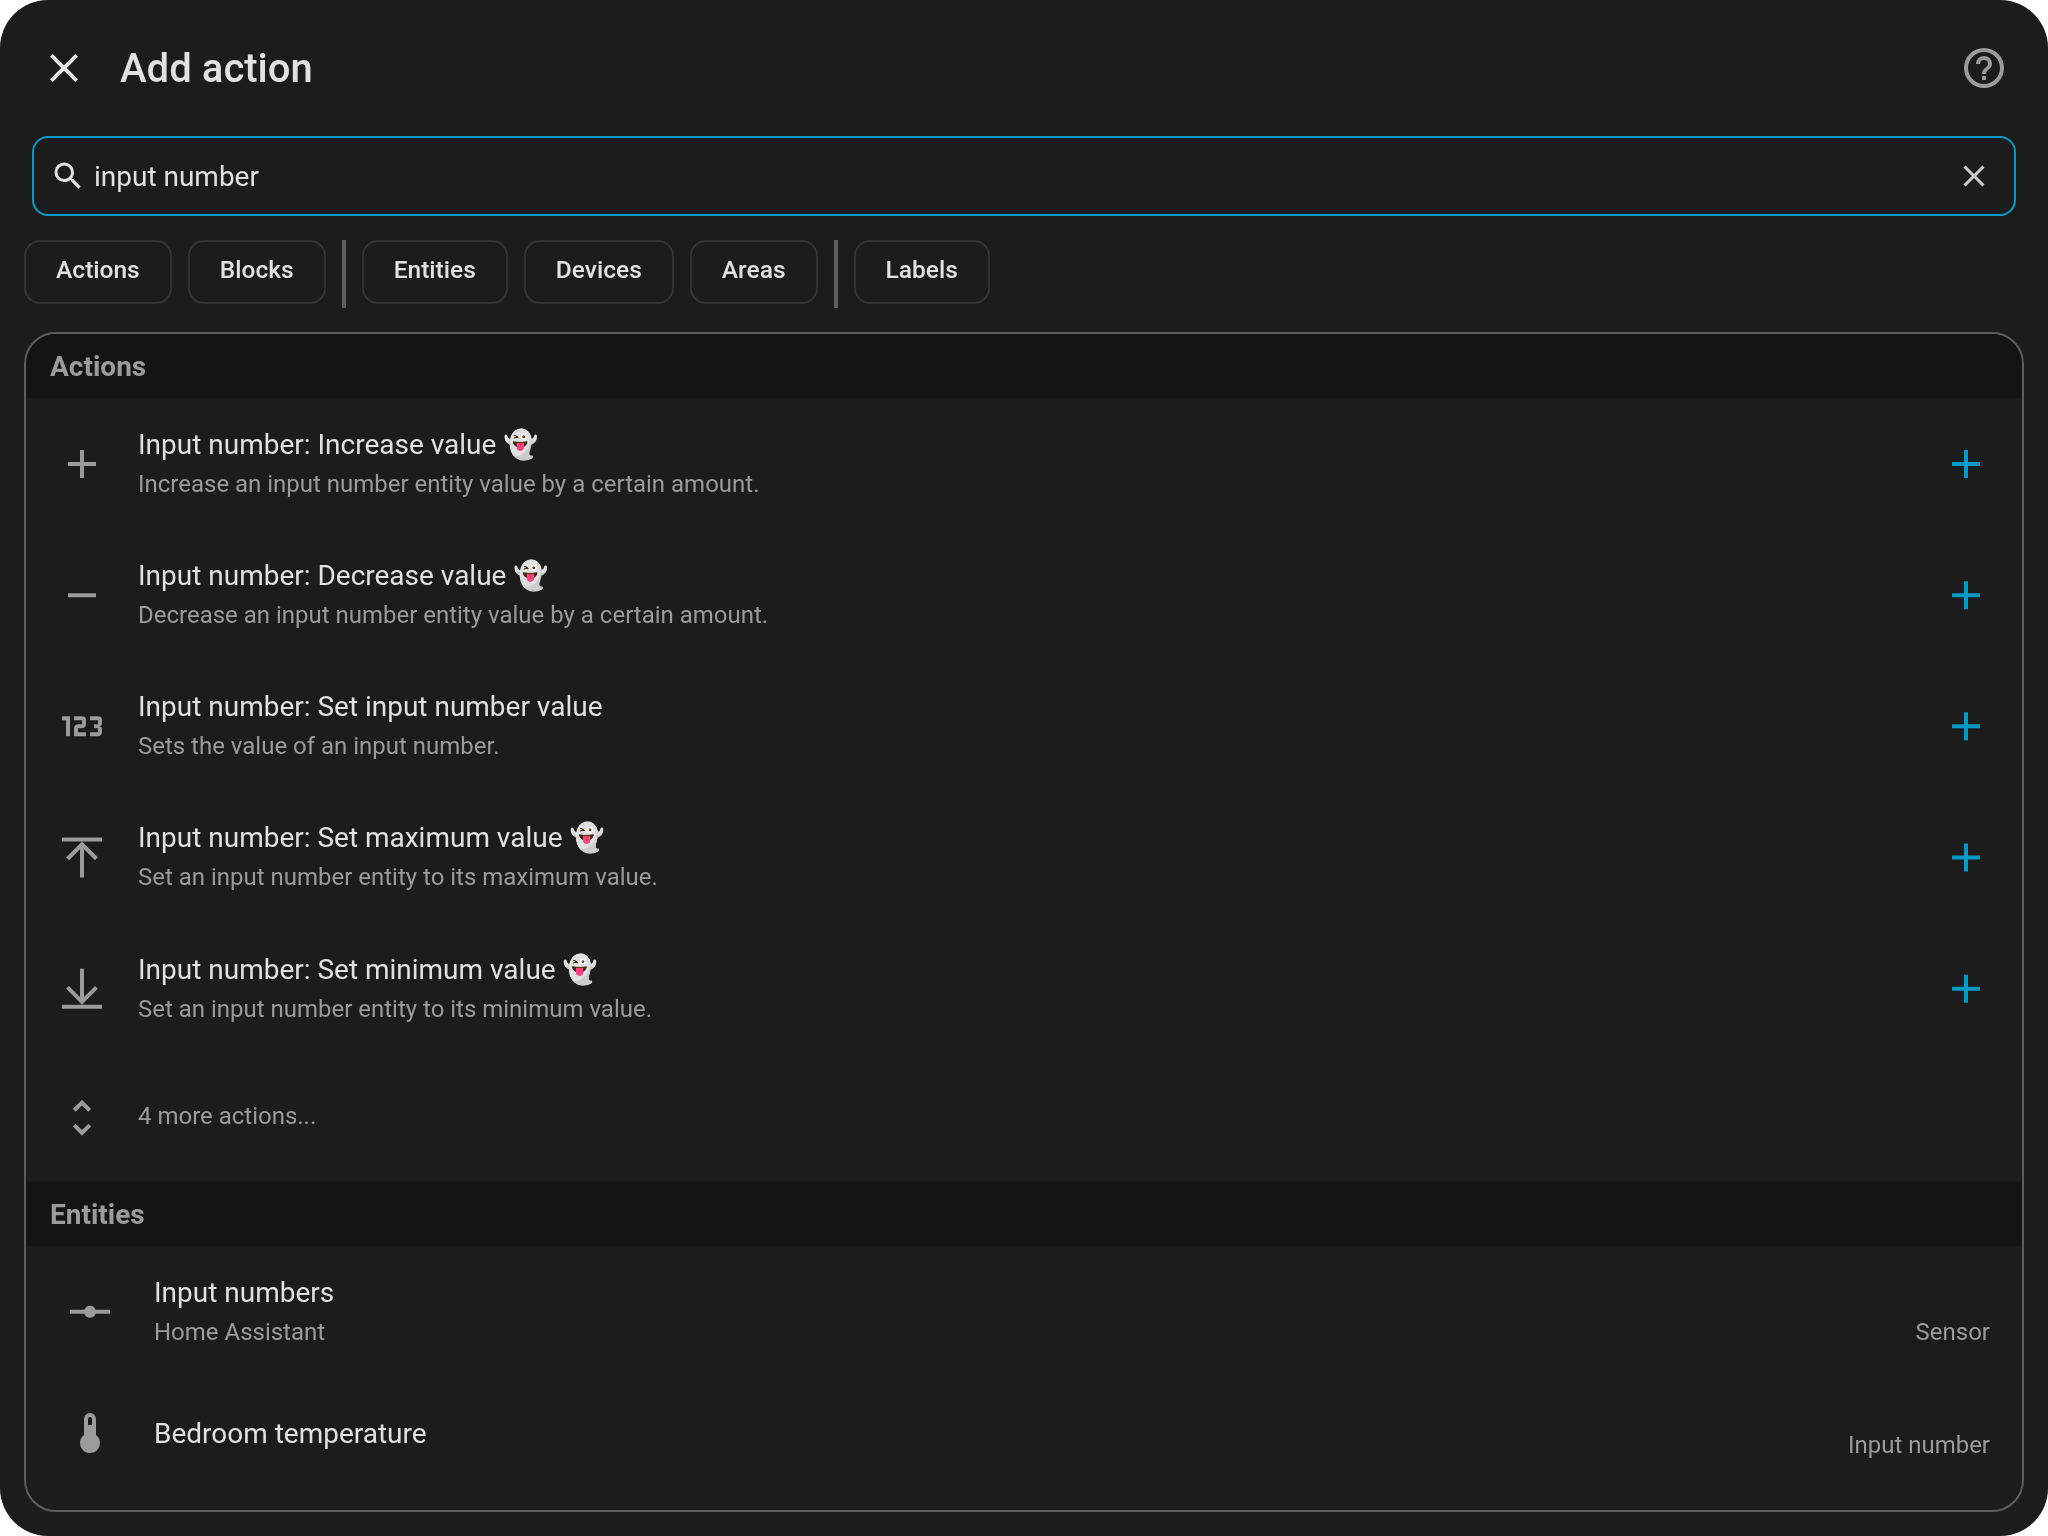 Add action
input number
Actions Blocks Entities Devices Areas Labels
Actions
Input number: Increase value 👻
Increase an input number entity value by a certain amount.
Input number: Decrease value 👻
Decrease an input number entity value by a certain amount.
123
Input number: Set input number value
Sets the value of an input number.
Input number: Set maximum value 👻
Set an input number entity to its maximum value.
Input number: Set minimum value 👻
Set an input number entity to its minimum value.
4 more actions...
Entities
Input numbers
Home Assistant
Sensor
Bedroom temperature
Input number